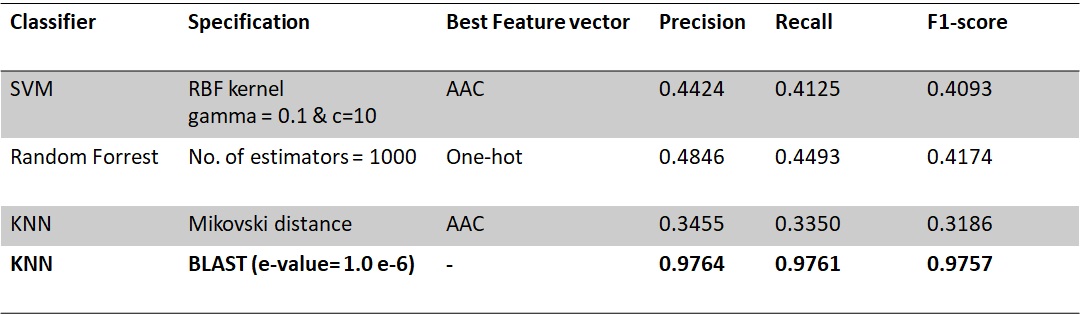 Classifier Specification Best Feature vector Precision Recall F1-score
SVM RBF kernel AAC 0.4424 0.4125 0.4093
gamma = 0.1 & c=10
Random Forrest No. of estimators = 1000 One-hot 0.4846 0.4493 0.4174
KNN Mikovski distance AAC 0.3455 0.3350 0.3186
KNN BLAST (e-value= 1.0 e-6) - 0.9764 0.9761 0.9757